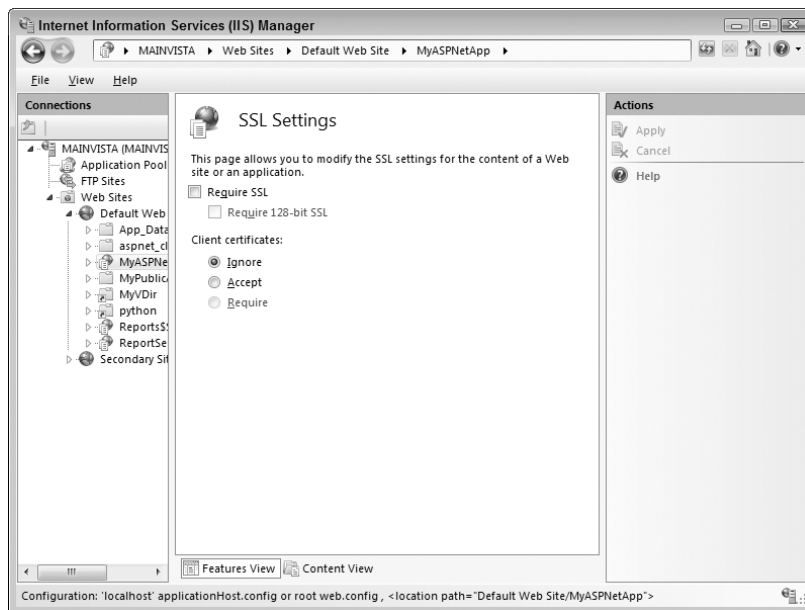 Internet Information Services (IIS) Manager
MAINVISTA Web Sites Default Web Site MyASPNetApp
File View Help
Connections
MAINVISTA (MAINVIS
Application Pool
FTP Sites
Web Sites
Default Web
App_Data
aspnet_cl
MyASPNe
MyPublic
MyVDir
python
Reports$S
ReportSe
Secondary Sit
SSL Settings
This page allows you to modify the SSL settings for the content of a Web
site or an application.
Require SSL
Require 128-bit SSL
Client certificates:
Ignore
Accept
Require
Features View Content View
Actions
Apply
Cancel
Help
Configuration: 'localhost' applicationHost.config or root web.config , <location path="Default Web Site/MyASPNetApp">